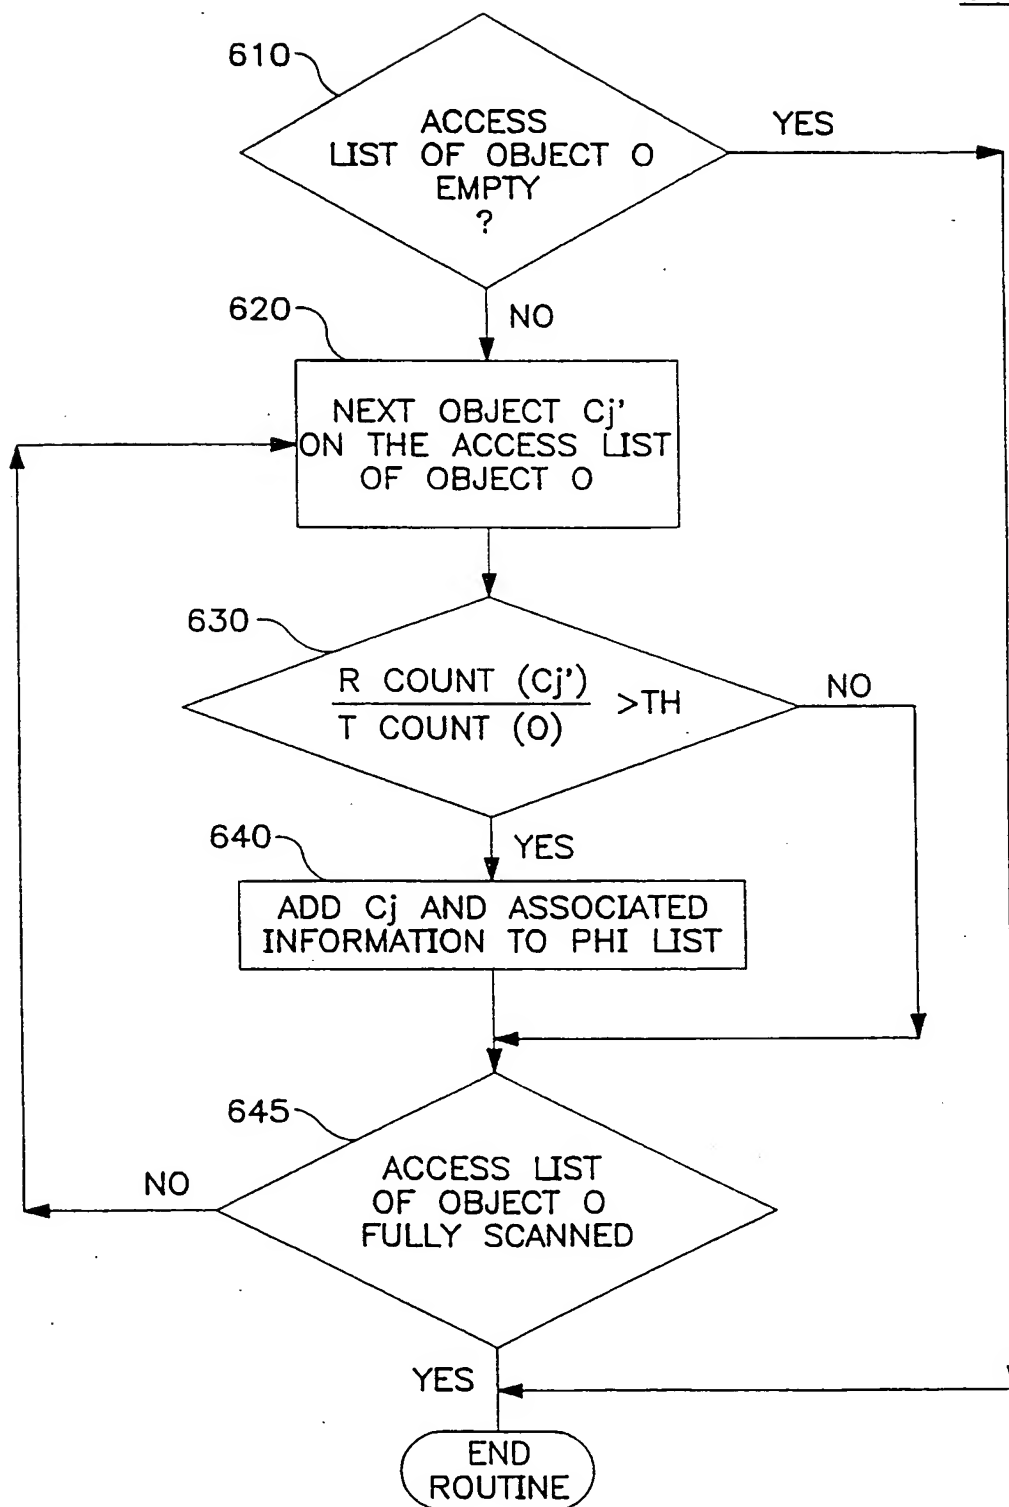 610
ACCESS
LIST OF OBJECT O
EMPTY
?
YES
NO
620
NEXT OBJECT Cj'
ON THE ACCESS LIST
OF OBJECT O
630
R COUNT (Cj')
T COUNT (O)
>TH
NO
YES
640
ADD Cj AND ASSOCIATED
INFORMATION TO PHI LIST
645
ACCESS LIST
OF OBJECT O
FULLY SCANNED
NO
YES
END
ROUTINE